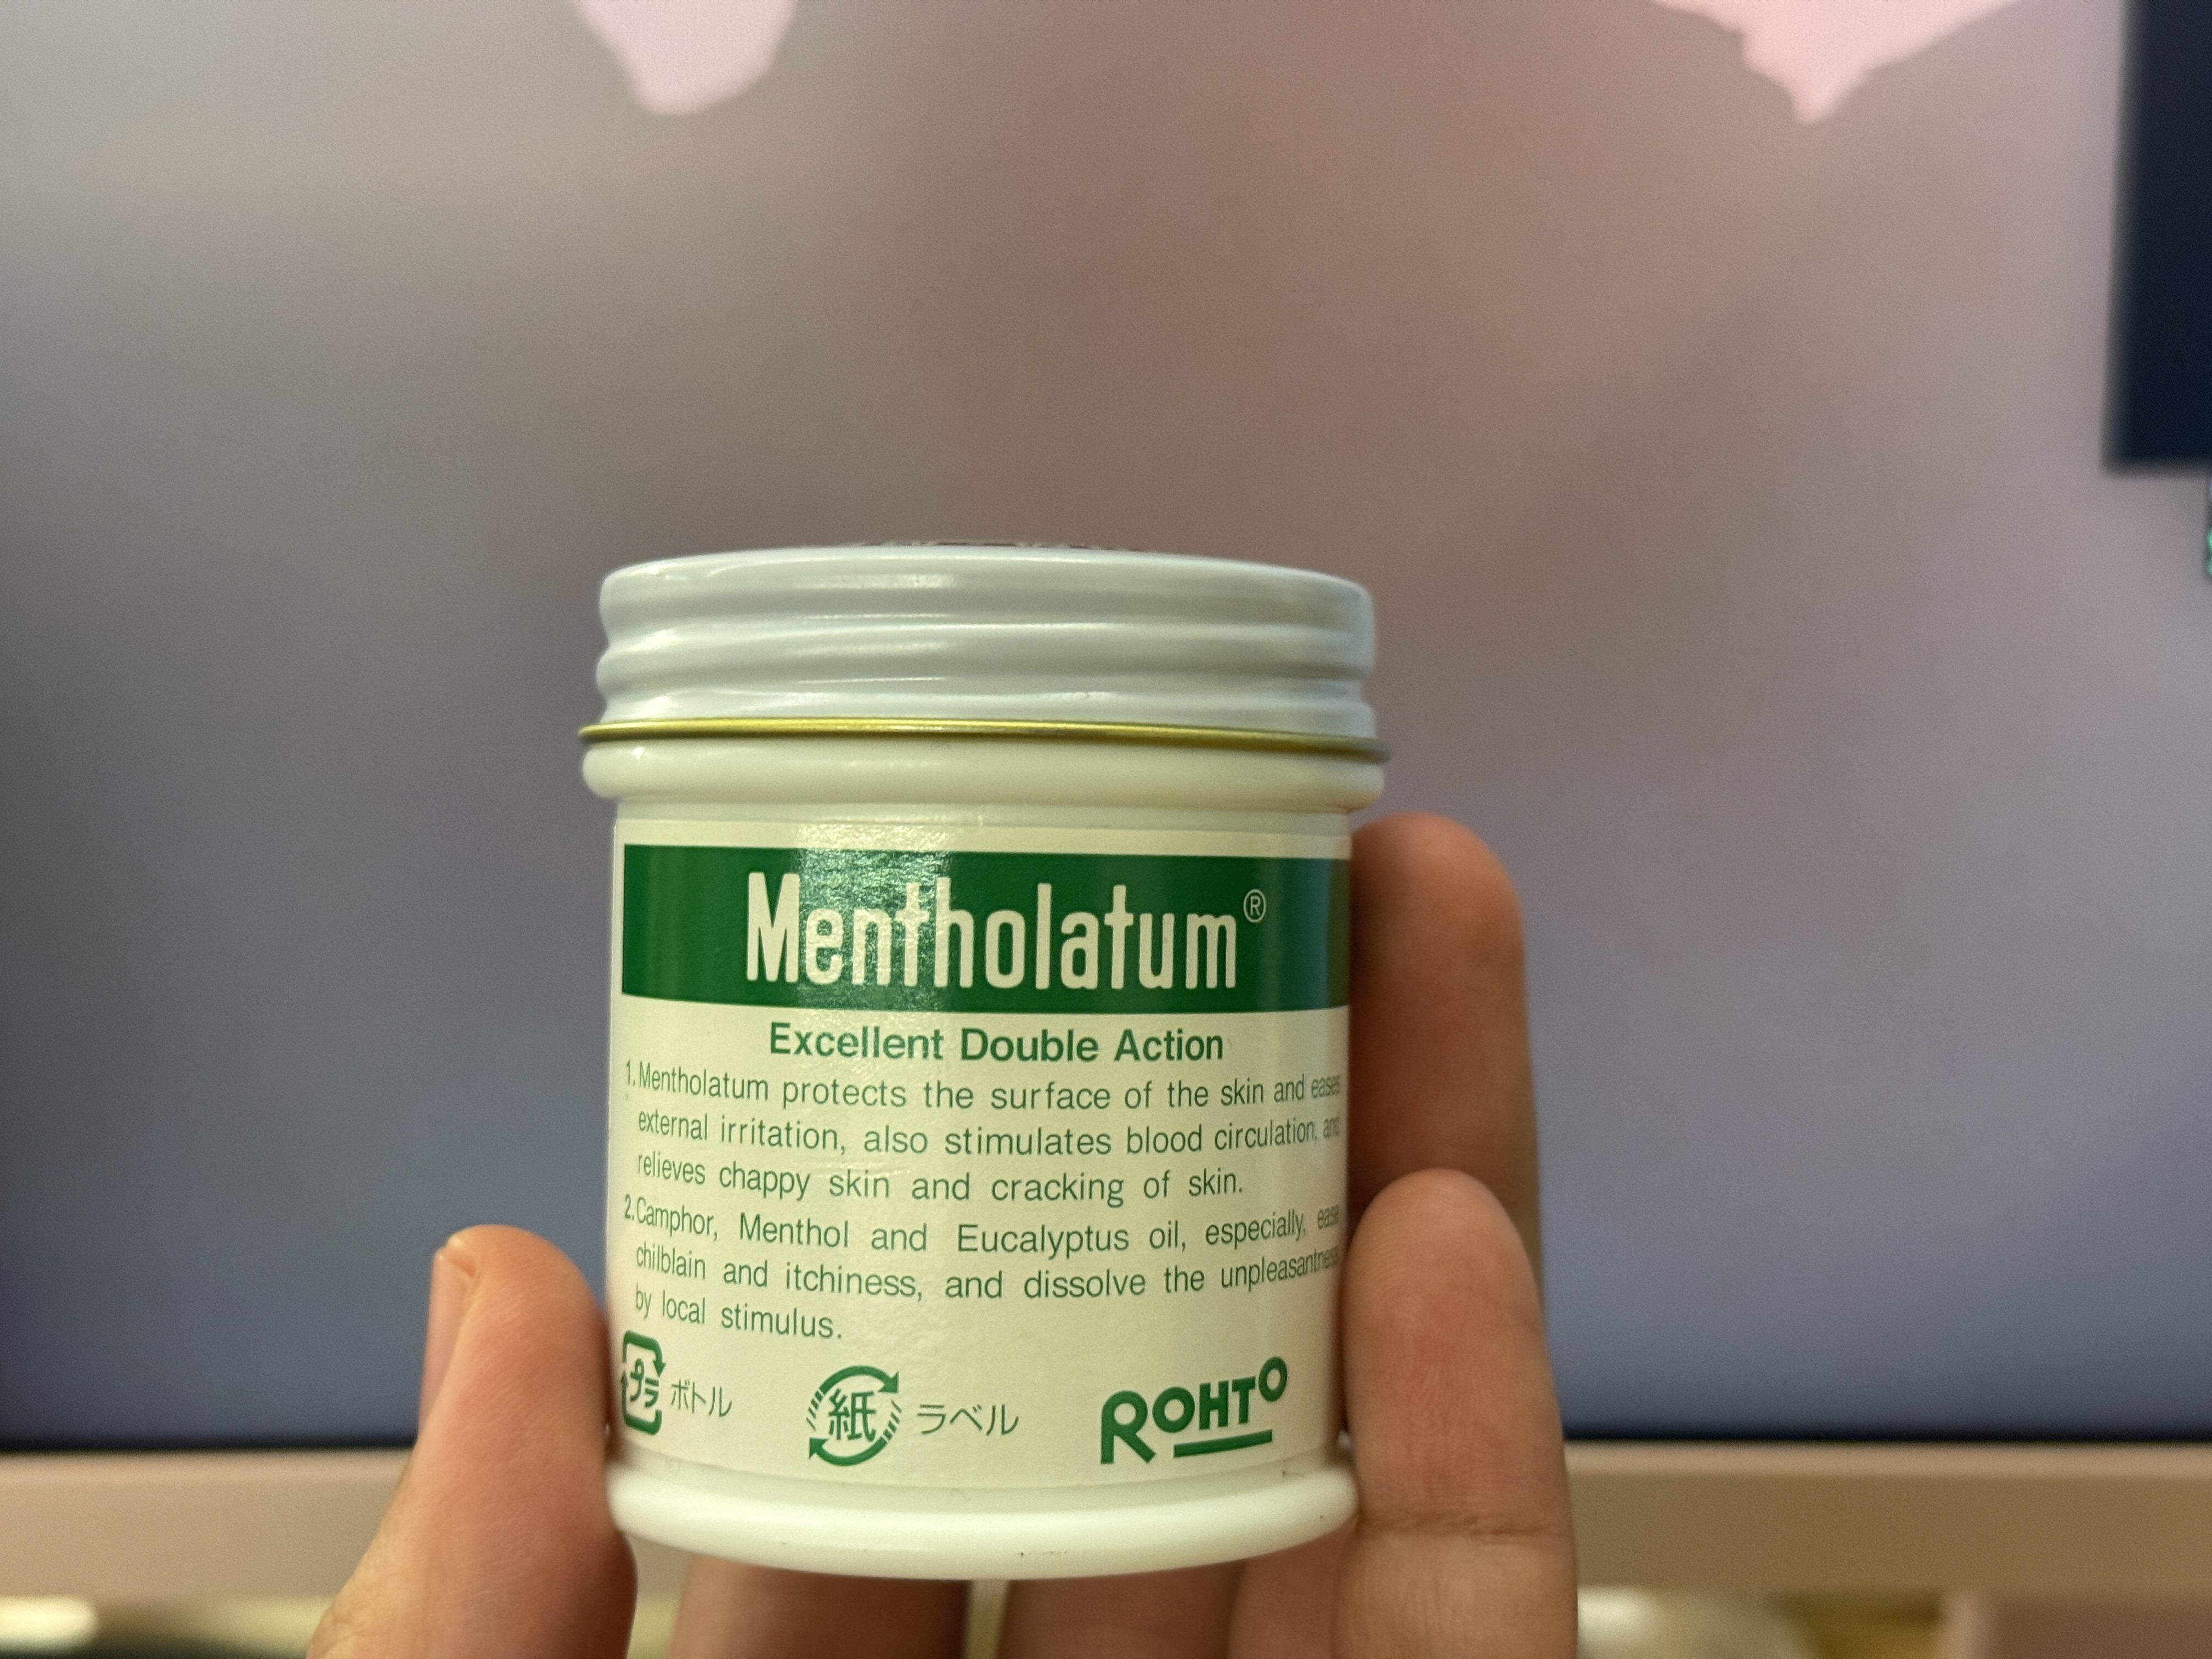 Mentholatum®
Excellent Double Action
1. Mentholatum protects the surface of the skin and eases
external irritation, also stimulates blood circulation, and
relieves chappy skin and cracking of skin.
2. Camphor, Menthol and Eucalyptus oil, especially, ease
chilblain and itchiness, and dissolve the unpleasantness
by local stimulus.
プラ ボトル 紙 ラベル ROHTO